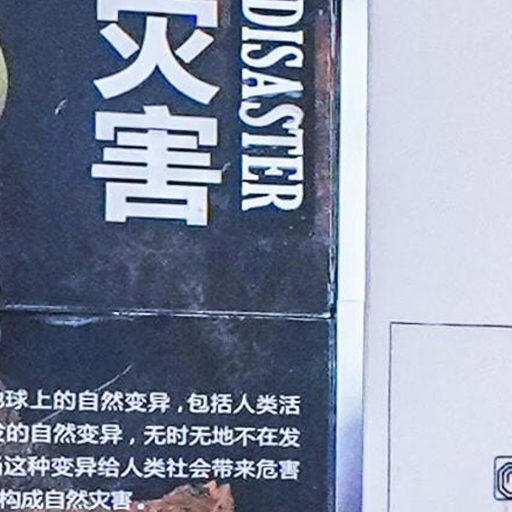 灾害
DISASTER
球上的自然变异，包括人类活
的自然变异，无时无地不在发
这种变异给人类社会带来危害
构成自然灾害。